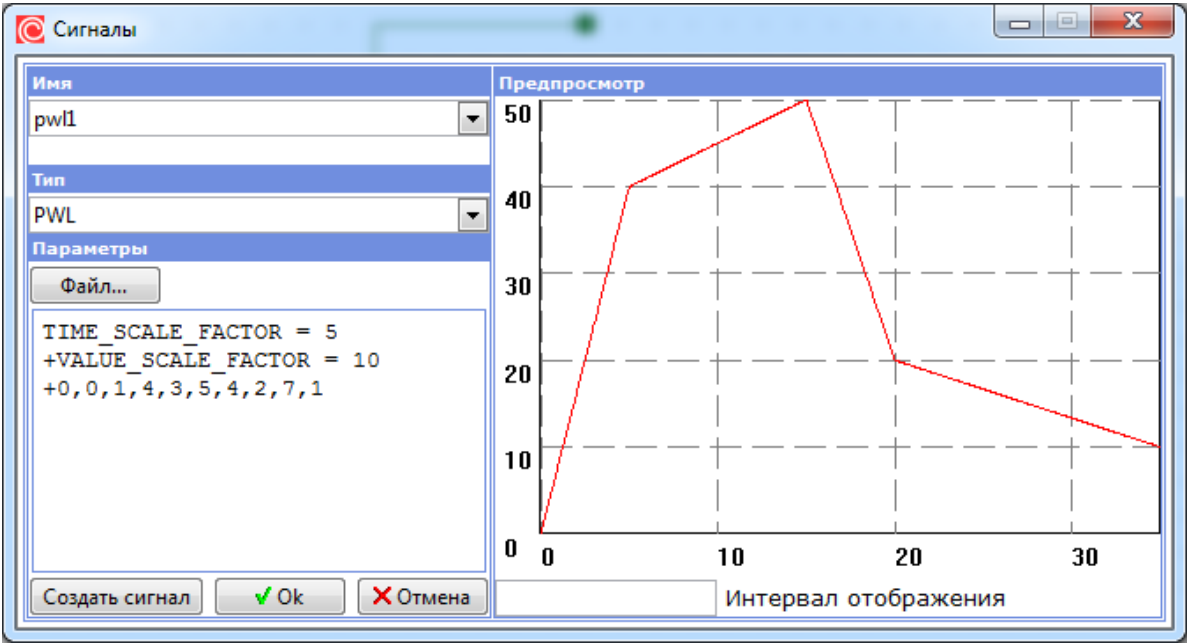 Сигналы
Имя
pwl1
Тип
PWL
Параметры
Файл...
TIME_SCALE_FACTOR = 5
+VALUE_SCALE_FACTOR = 10
+0,0,1,4,3,5,4,2,7,1
Создать сигнал
Ok
Отмена
Предпросмотр
50
40
30
20
10
0
0 10 20 30
Интервал отображения